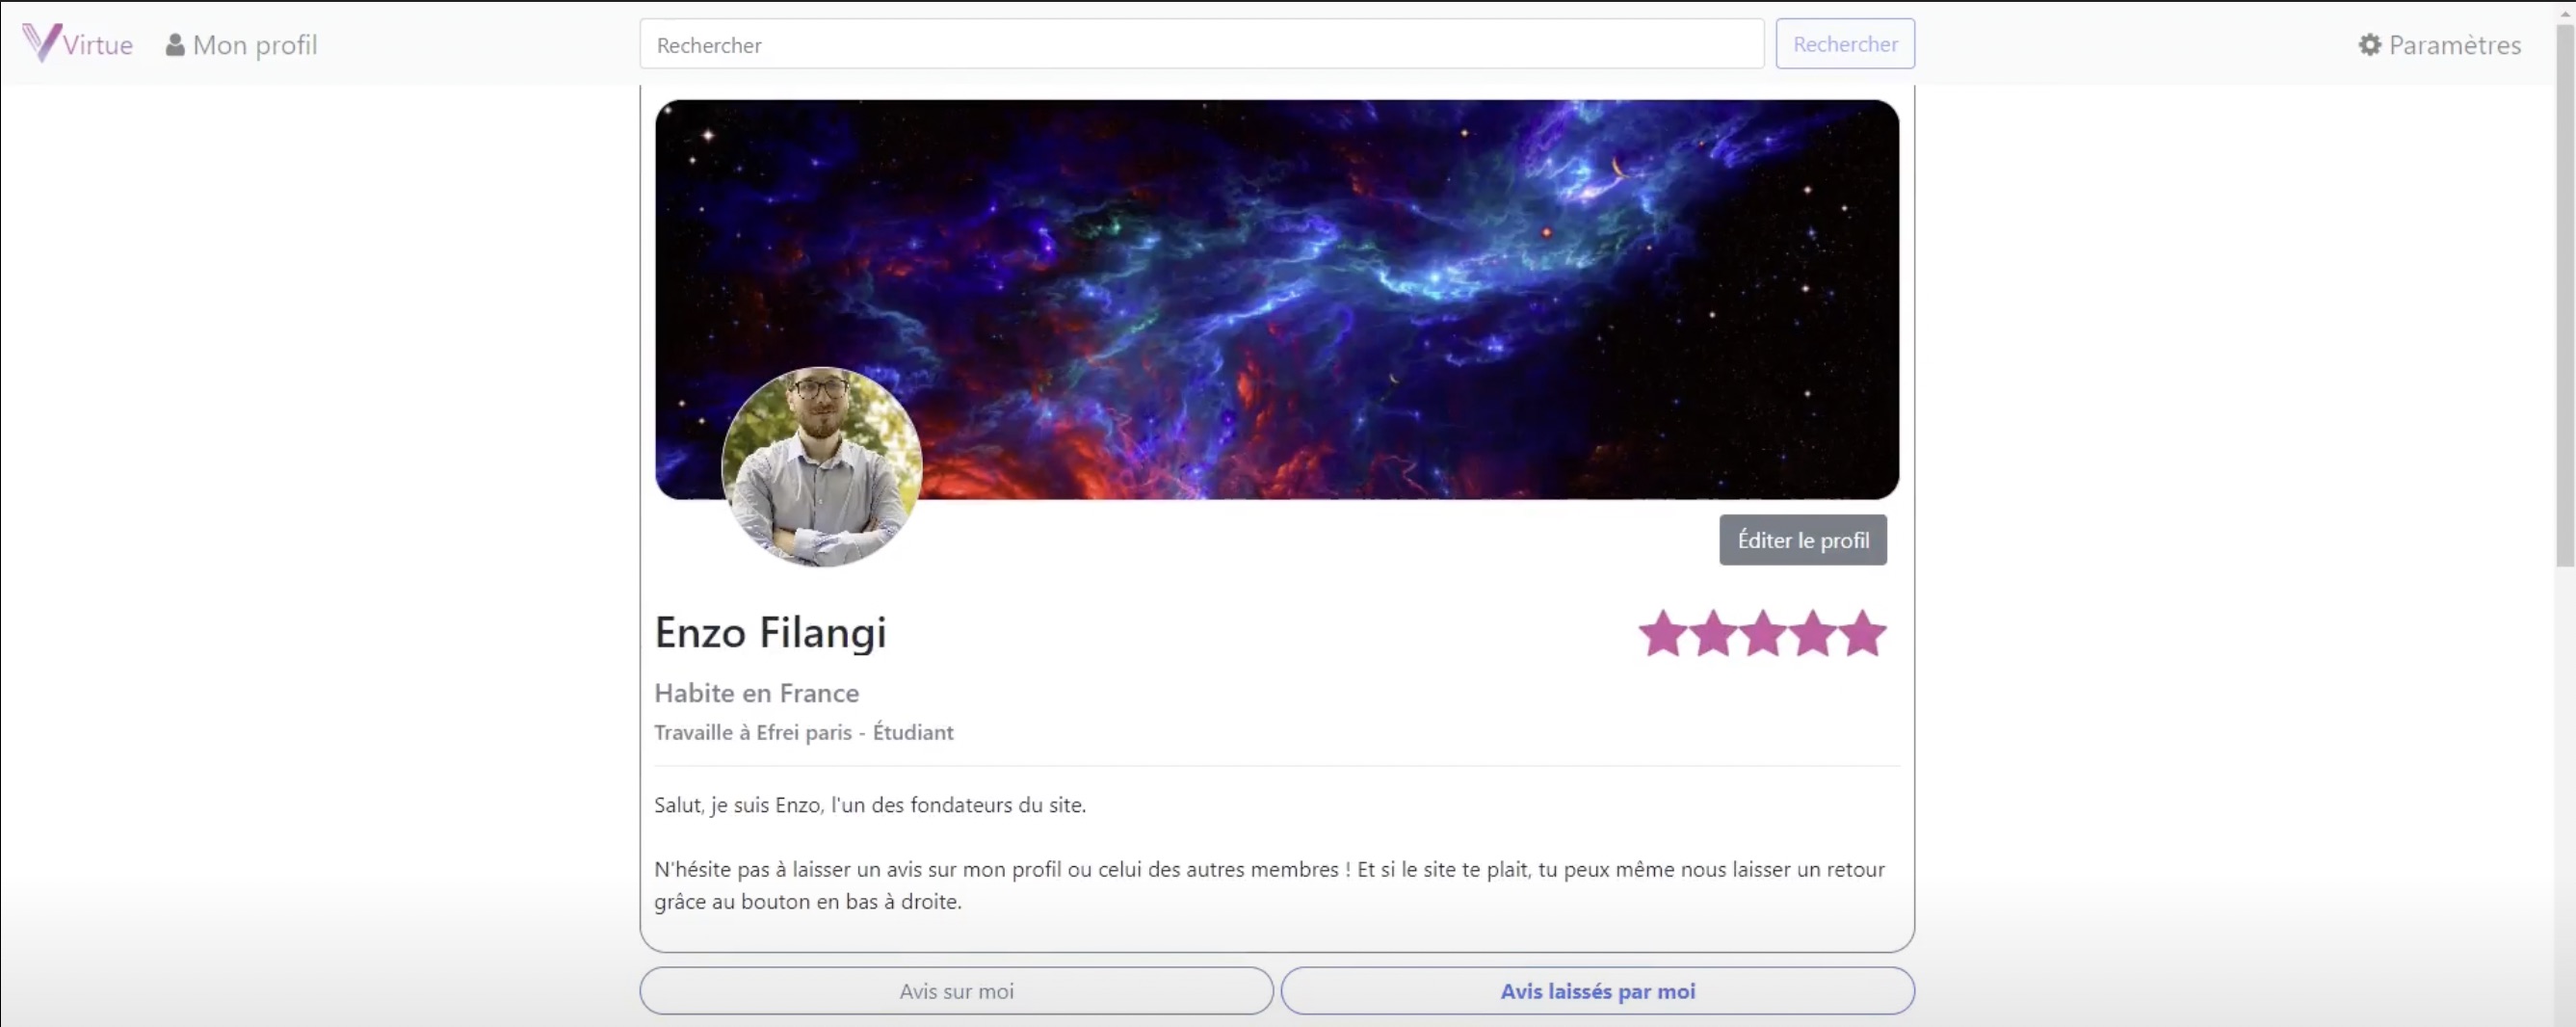 Virtue
Mon profil
Rechercher
Rechercher
Paramètres
Éditer le profil
Enzo Filangi
Habite en France
Travaille à Efrei paris - Étudiant
Salut, je suis Enzo, l'un des fondateurs du site.
N'hésite pas à laisser un avis sur mon profil ou celui des autres membres ! Et si le site te plait, tu peux même nous laisser un retour
grâce au bouton en bas à droite.
Avis sur moi
Avis laissés par moi